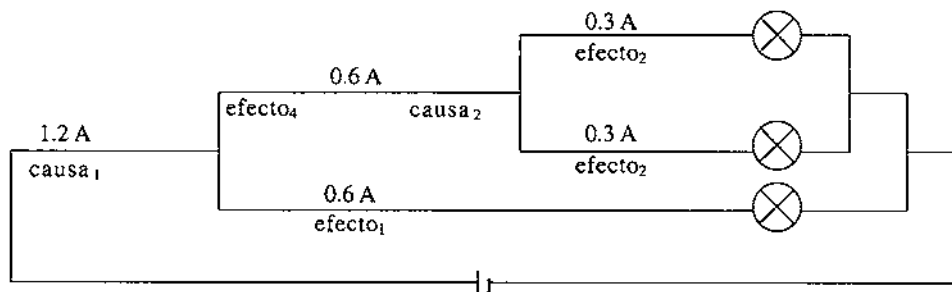 0.3 A
efecto₂
0.6 A
efecto₄
causa₂
1.2 A
causa₁
0.3 A
efecto₂
0.6 A
efecto₁